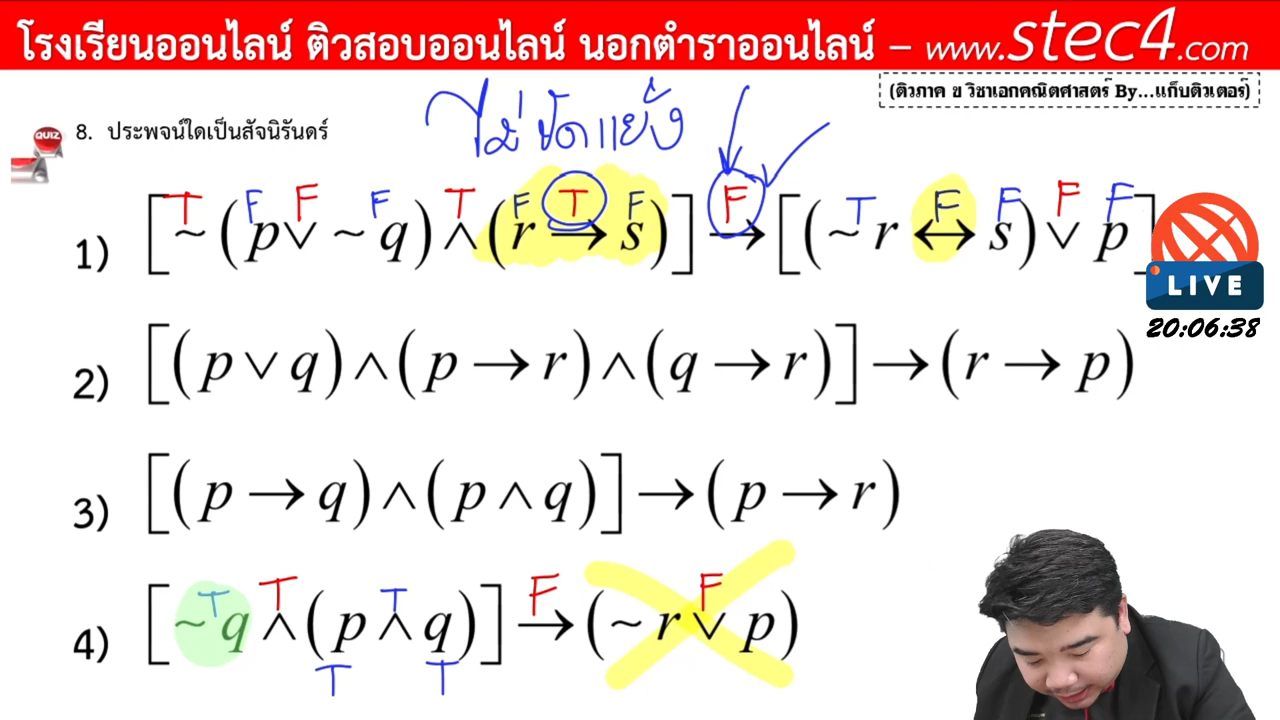 โรงเรียนออนไลน์ ติวสอบออนไลน์ นอกตำราออนไลน์ – www.stec4.com
(ติวภาค ข วิชาเอกคณิตศาสตร์ By...แก๊บติวเตอร์)
ไม่ขัดแย้ง
QUIZ 8. ประพจน์ใดเป็นสัจนิรันดร์
T F F F T F T F F T F F F F
1) [~(p∨~q)∧(r→s)]→[(~r↔s)∨p]
LIVE
20:06:38
2) [(p∨q)∧(p→r)∧(q→r)]→(r→p)
3) [(p→q)∧(p∧q)]→(p→r)
T T T F F
4) [~q∧(p∧q)]→(~r∨p)
T T